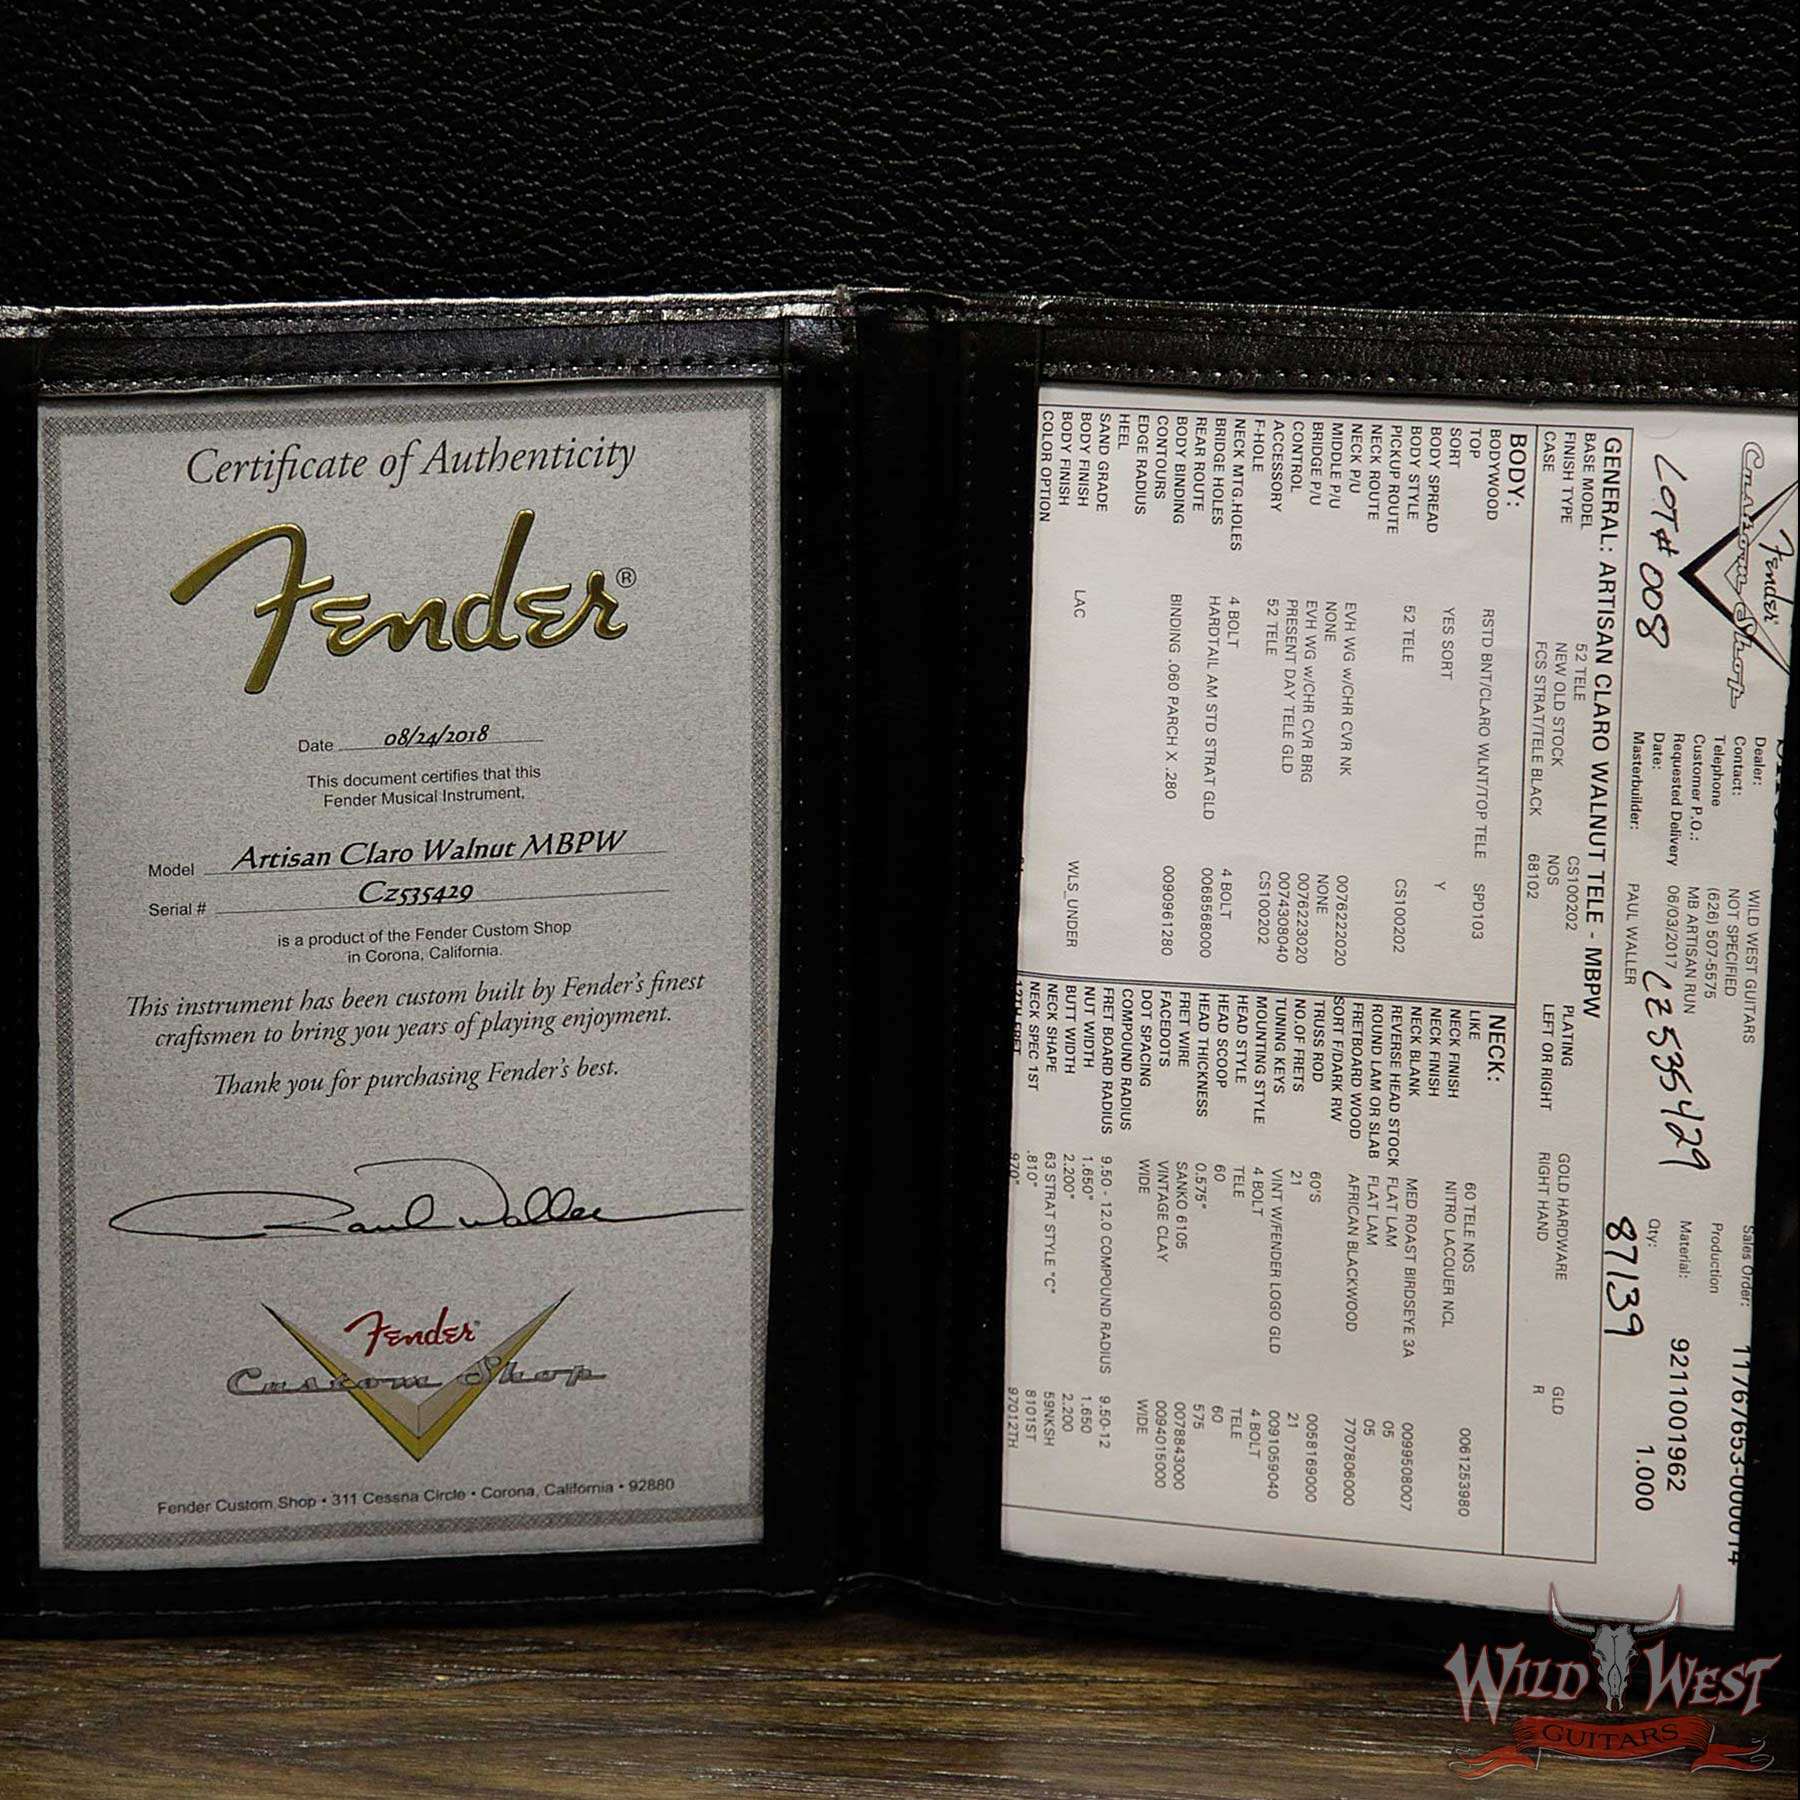 Certificate of Authenticity
Fender®
Date 08/24/2018
This document certifies that this
Fender Musical Instrument,
Model Artisan Claro Walnut MBPW
Serial # CZ535429
is a product of the Fender Custom Shop
in Corona, California.
This instrument has been custom built by Fender's finest
craftsmen to bring you years of playing enjoyment.
Thank you for purchasing Fender's best.
Paul Waller
Fender
Custom Shop
Fender Custom Shop • 311 Cessna Circle • Corona, California • 92880
Fender
Custom Shop
LOT# 008
Dealer: WILD WEST GUITARS
Contact: NOT SPECIFIED
Telephone (626) 507-5575
Customer P.O.: MB ARTISAN RUN
Requested Delivery 06/03/2017
Date:
Masterbuilder: PAUL WALLER
CZ535429
Sales Order: 11767653-000014
Production
Material: 9211001962
Qty: 1.000
87139
GENERAL: ARTISAN CLARO WALNUT TELE - MBPW
BASE MODEL 52 TELE CS100202 PLATING GOLD HARDWARE GLD
FINISH TYPE NEW OLD STOCK NOS LEFT OR RIGHT RIGHT HAND R
CASE FCS STRAT/TELE BLACK 68102
BODY:
BODYWOOD RSTD BNT/CLARO WLNT/TOP TELE SPD103
TOP
SORT YES SORT Y
BODY SPREAD
BODY STYLE 52 TELE CS100202
PICKUP ROUTE
NECK ROUTE
NECK P/U EVH WG w/CHR CVR NK 0076222020
MIDDLE P/U NONE NONE
BRIDGE P/U EVH WG w/CHR CVR BRG 0076223020
CONTROL PRESENT DAY TELE GLD 0074308040
ACCESSORY 52 TELE CS100202
F-HOLE
NECK MTG.HOLES 4 BOLT 4 BOLT
BRIDGE HOLES HARDTAIL AM STD STRAT GLD 0068568000
REAR ROUTE
BODY BINDING BINDING .060 PARCH X .280 0090961280
CONTOURS
EDGE RADIUS
HEEL
SAND GRADE
BODY FINISH LAC WLS_UNDER
BODY FINISH
COLOR OPTION
NECK:
LIKE 60 TELE NOS 0061253980
NECK FINISH NITRO LACQUER NCL
NECK FINISH
NECK BLANK MED ROAST BIRDSEYE 3A 0099508007
REVERSE HEAD STOCK FLAT LAM 05
ROUND LAM OR SLAB FLAT LAM 05
FRETBOARD WOOD AFRICAN BLACKWOOD 7707806000
SORT F/DARK RW
TRUSS ROD 60'S 0058169000
NO.OF FRETS 21 21
TUNING KEYS VINT W/FENDER LOGO GLD 0091059040
MOUNTING STYLE 4 BOLT 4 BOLT
HEAD STYLE TELE TELE
HEAD SCOOP 60 60
HEAD THICKNESS 0.575" 575
FRET WIRE SANKO 6105 0078843000
FACEDOTS VINTAGE CLAY 0094015000
DOT SPACING WIDE WIDE
COMPOUND RADIUS
FRET BOARD RADIUS 9.50 - 12.0 COMPOUND RADIUS 9.50-12
NUT WIDTH 1.650" 1.650
BUTT WIDTH 2.200" 2.200
NECK SHAPE 63 STRAT STYLE "C" 59NKSH
NECK SPEC 1ST .810" 8101ST
12TH FRET .970" 97012TH
WILD WEST
GUITARS